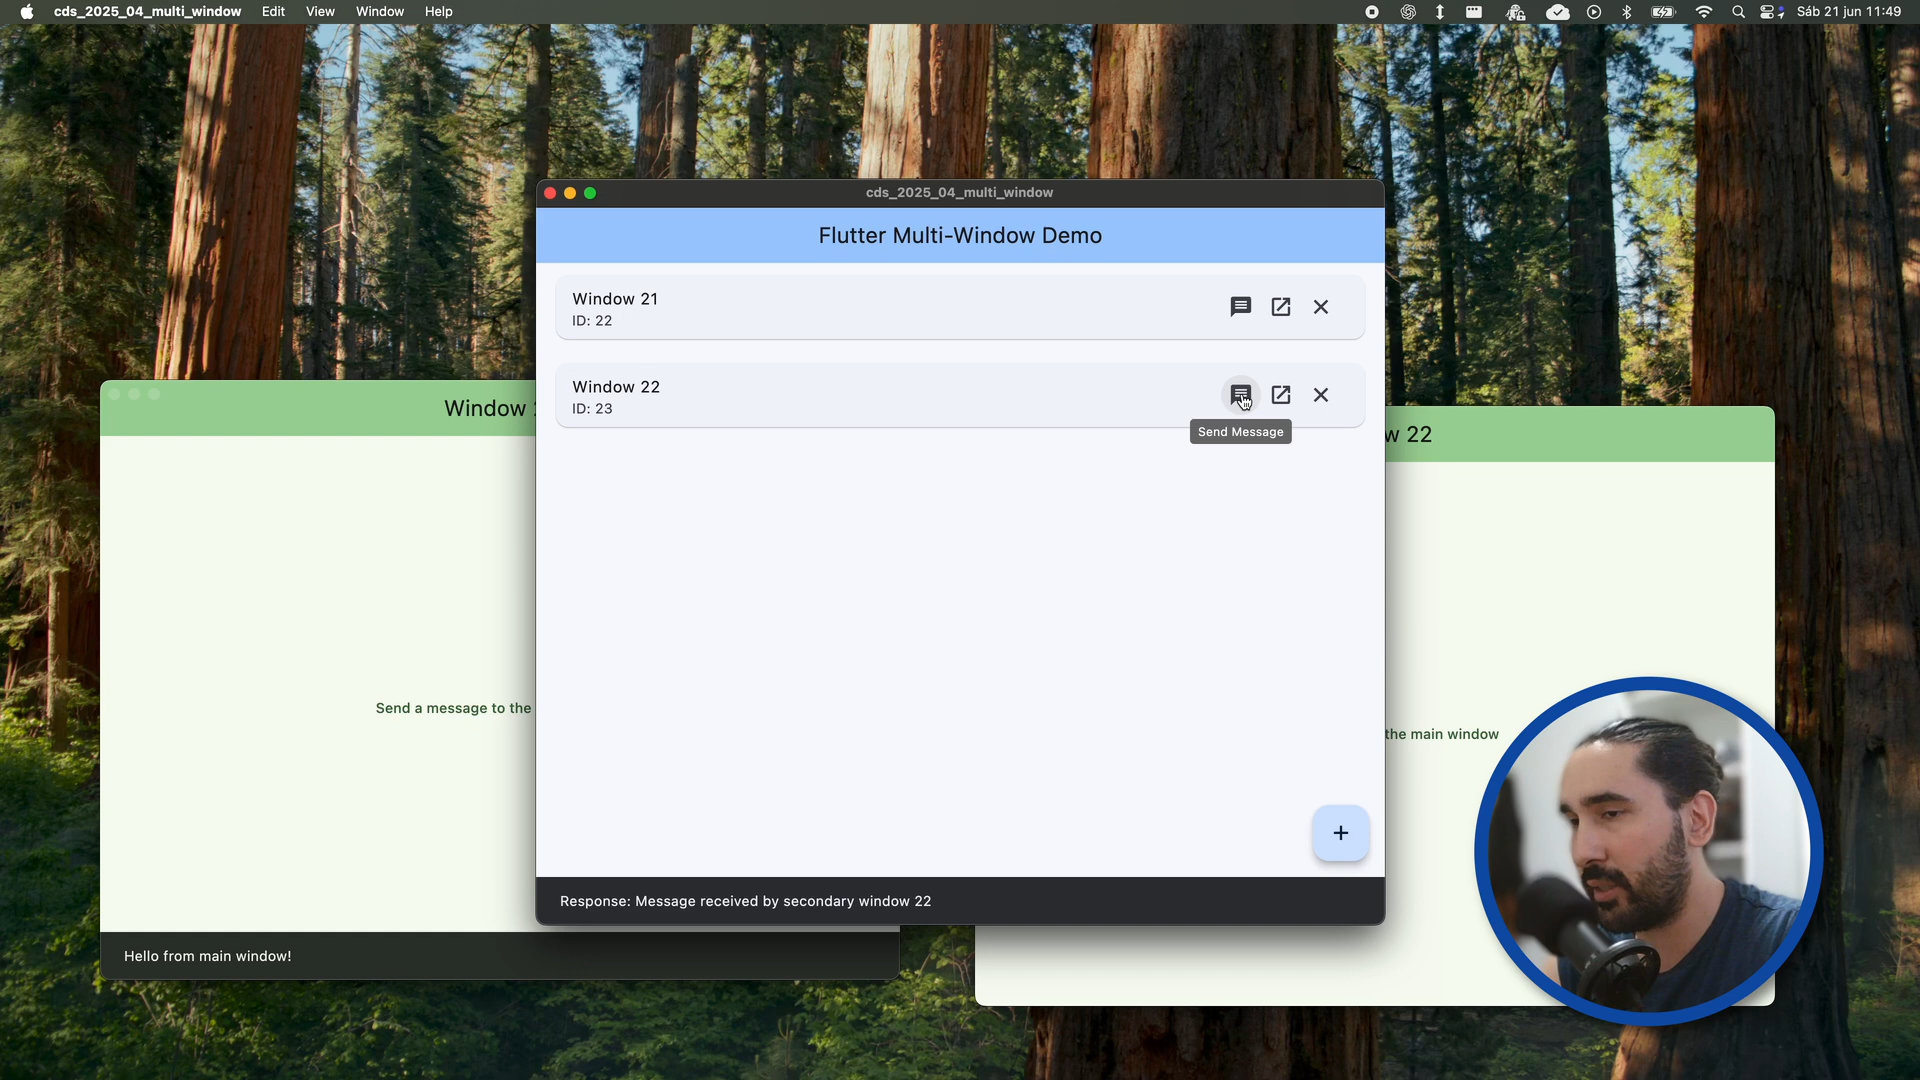 cds_2025_04_multi_window Edit View Window Help Sáb 21 jun 11:49
cds_2025_04_multi_window
Flutter Multi-Window Demo
Window 21
ID: 22
Window 22
ID: 23
Send Message
Window
w 22
Send a message to the
the main window
+
Response: Message received by secondary window 22
Hello from main window!